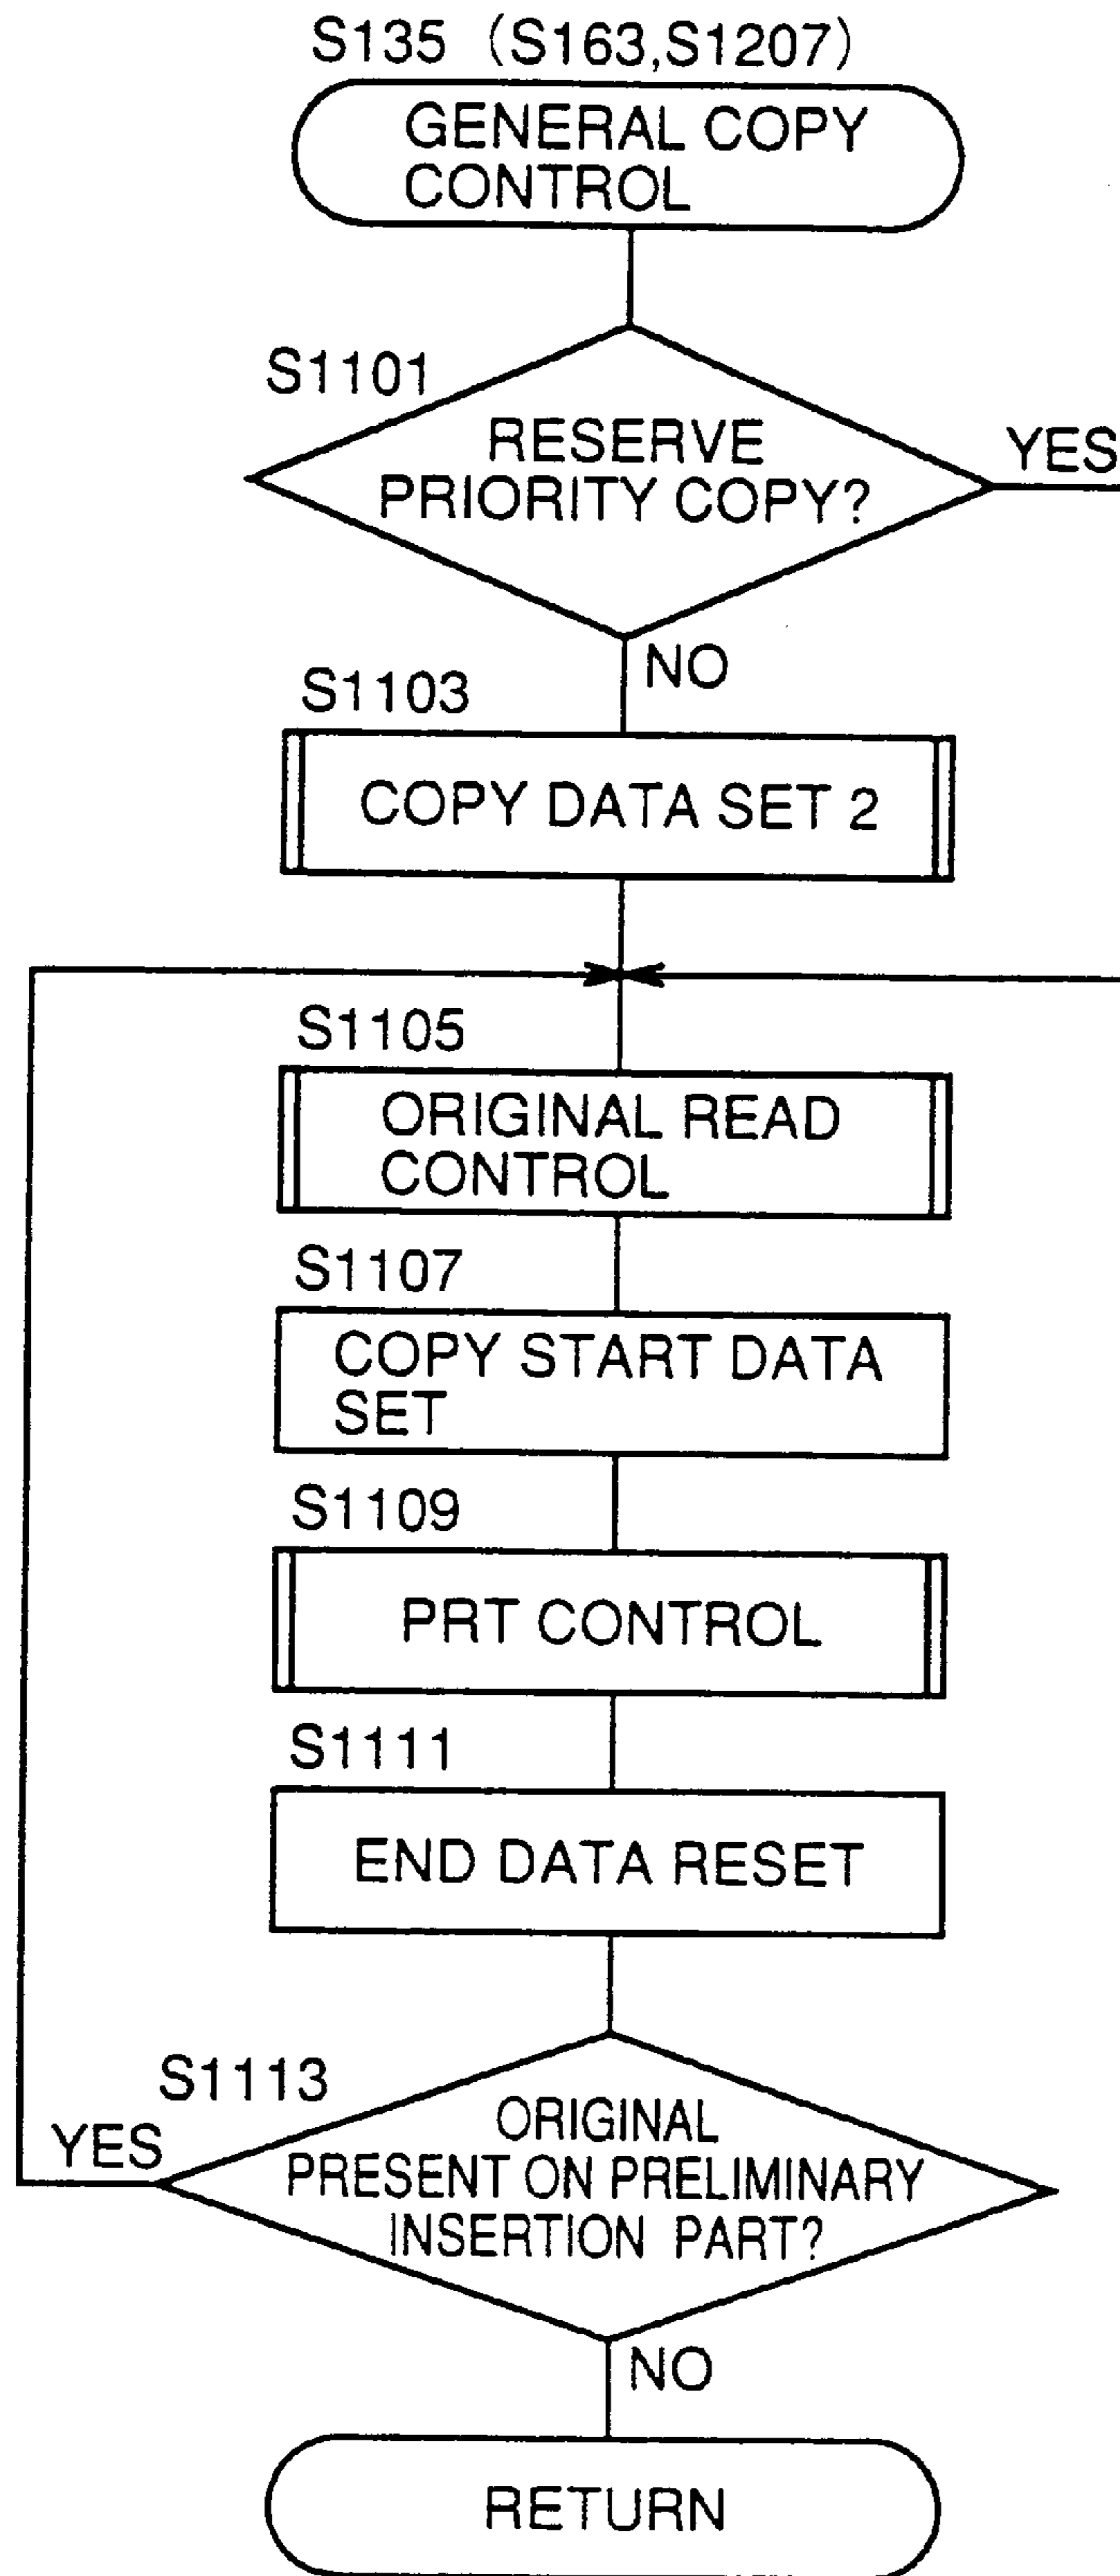 S135 (S163,S1207)
GENERAL COPY
CONTROL
S1101
RESERVE
PRIORITY COPY?
YES
NO
S1103
COPY DATA SET 2
S1105
ORIGINAL READ
CONTROL
S1107
COPY START DATA
SET
S1109
PRT CONTROL
S1111
END DATA RESET
S1113
YES
ORIGINAL
PRESENT ON PRELIMINARY
INSERTION PART?
NO
RETURN